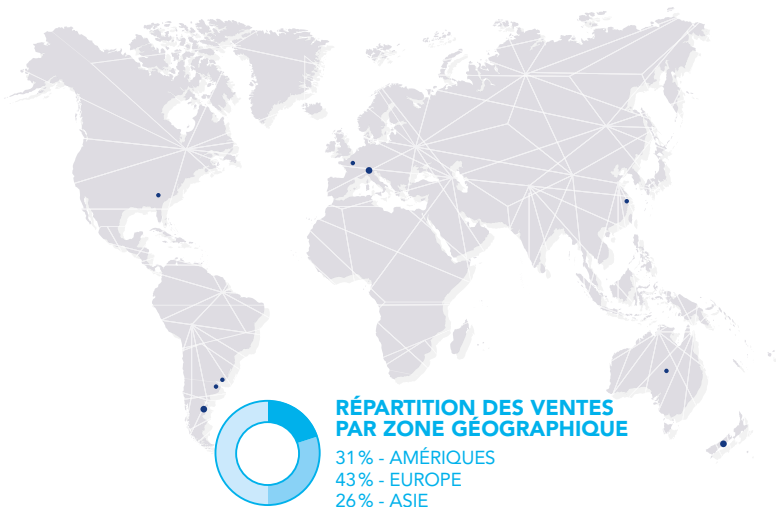 RÉPARTITION DES VENTES
PAR ZONE GÉOGRAPHIQUE
31% - AMÉRIQUES
43% - EUROPE
26% - ASIE